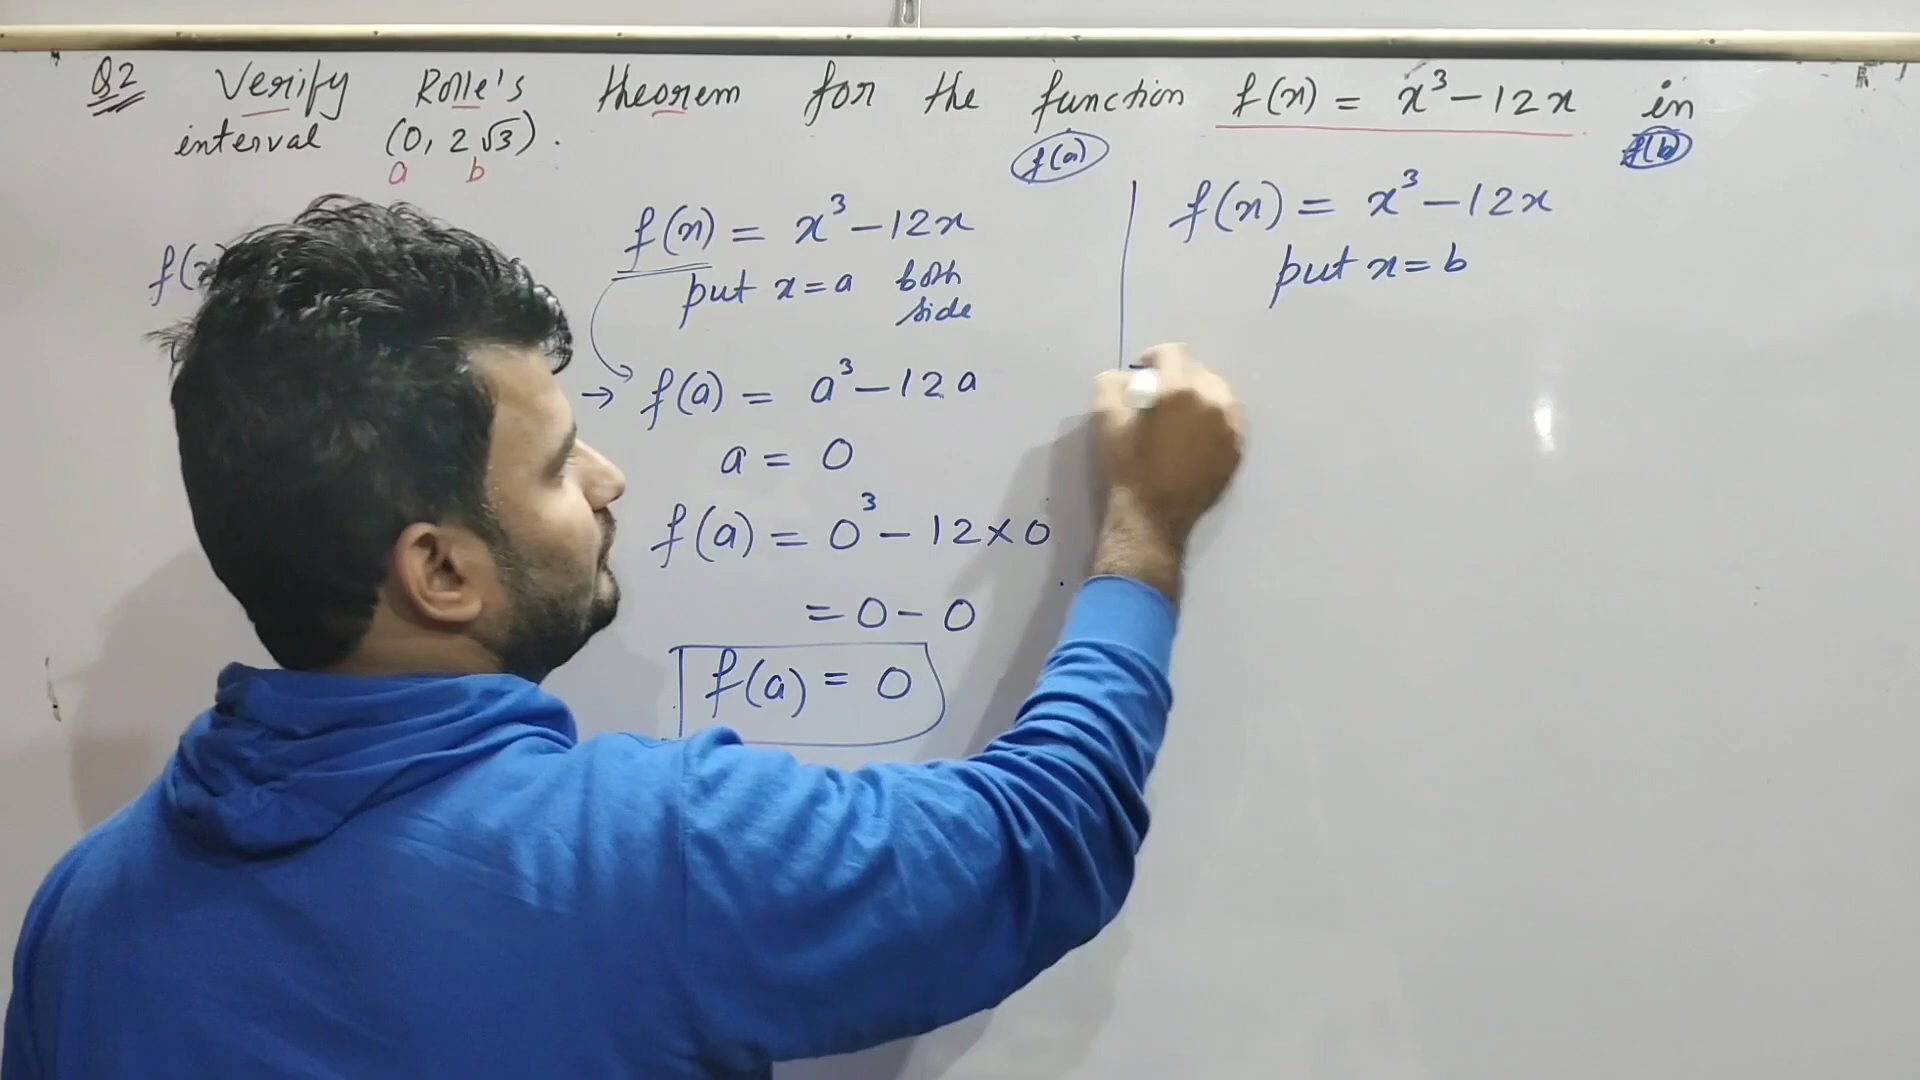 Q2 Verify Rolle's theorem for the function f(x) = x³ – 12x in
interval (0, 2√3).
a b
f(a)
f(b)
f(x) = x³ – 12x
put x = a both
side
→ f(a) = a³ – 12a
a = 0
f(a) = 0³ – 12 × 0
= 0 – 0
f(a) = 0
f(x) = x³ – 12x
put x = b